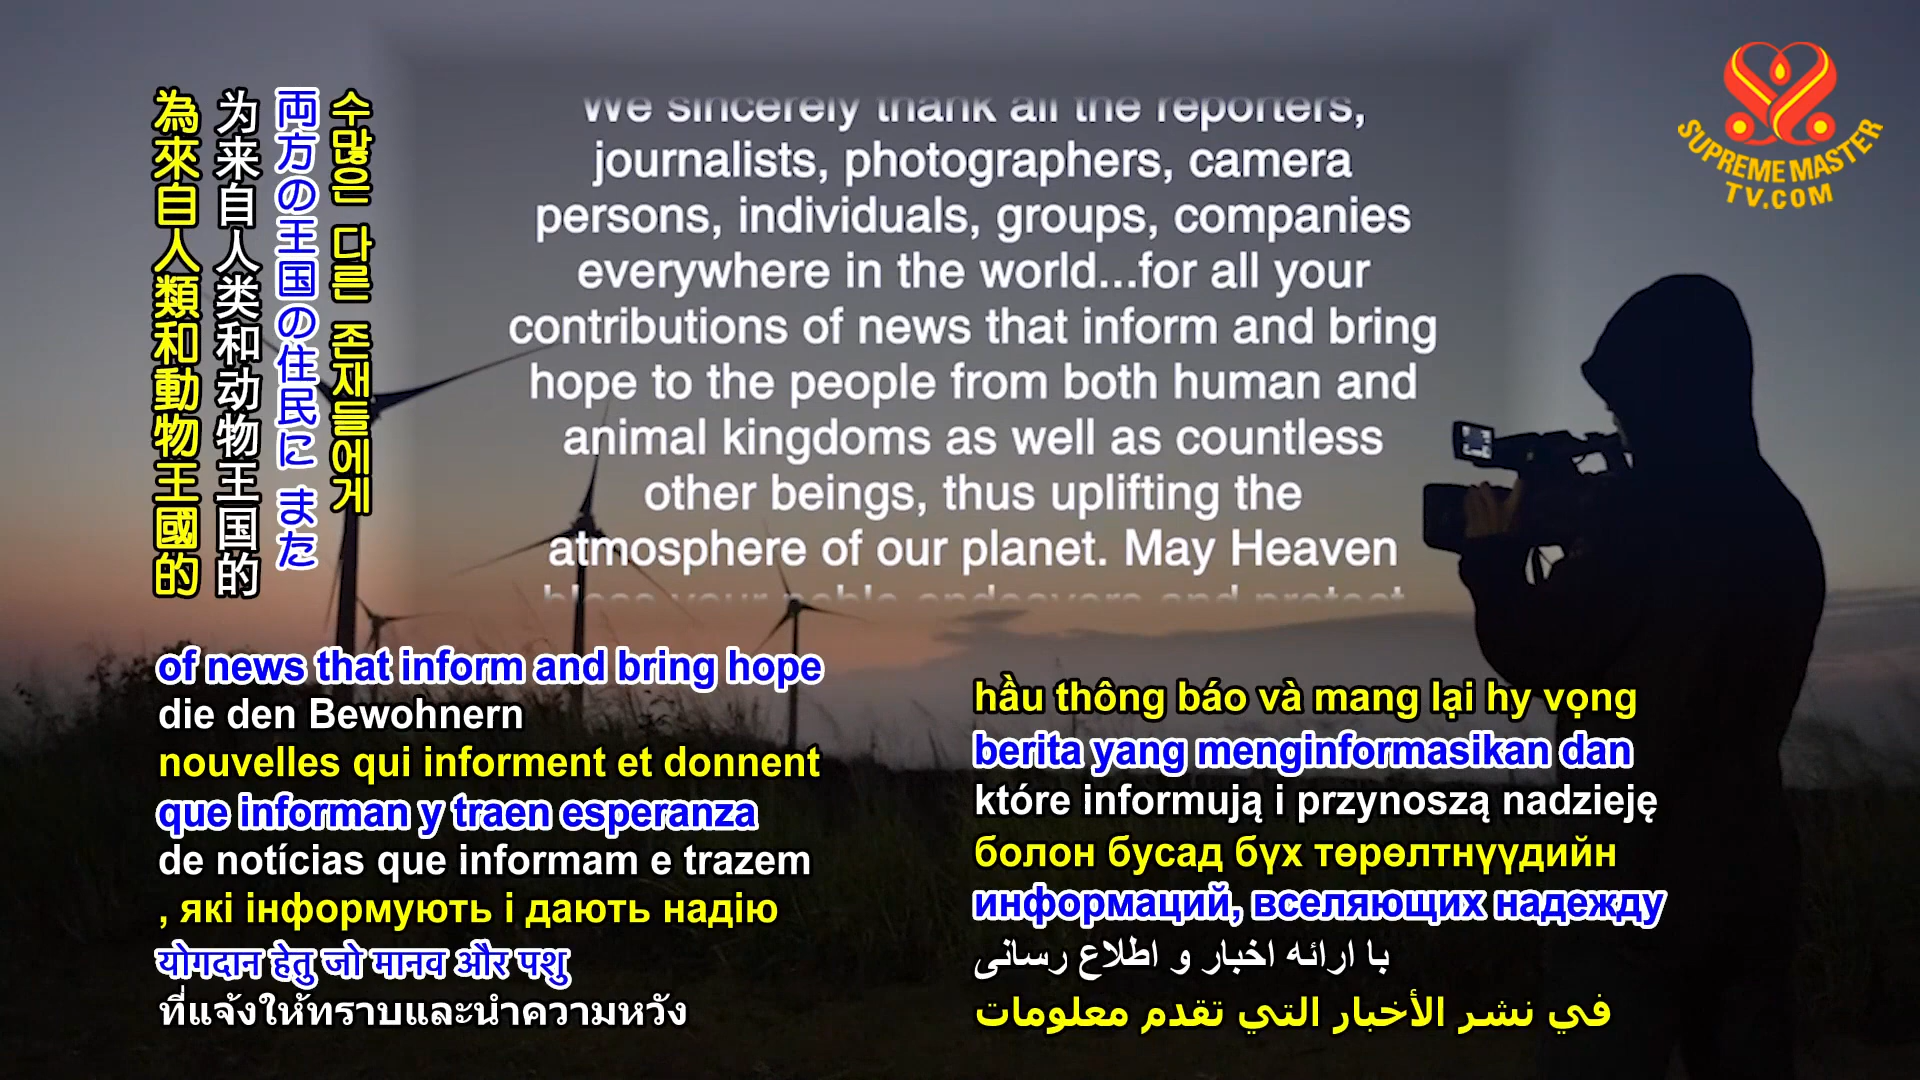 We sincerely thank all the reporters,
journalists, photographers, camera
persons, individuals, groups, companies
everywhere in the world...for all your
contributions of news that inform and bring
hope to the people from both human and
animal kingdoms as well as countless
other beings, thus uplifting the
atmosphere of our planet. May Heaven
bless your noble endeavors and protect
SUPREME MASTER
TV.COM
수많은 다른 존재들에게
両方の王国の住民に また
为来自人类和动物王国的
為來自人類和動物王國的
of news that inform and bring hope
die den Bewohnern
nouvelles qui informent et donnent
que informan y traen esperanza
de notícias que informam e trazem
, які інформують і дають надію
योगदान हेतु जो मानव और पशु
ที่แจ้งให้ทราบและนำความหวัง
hầu thông báo và mang lại hy vọng
berita yang menginformasikan dan
które informują i przynoszą nadzieję
болон бусад бүх төрөлтнүүдийн
информаций, вселяющих надежду
با ارائه اخبار و اطلاع رسانی
في نشر الأخبار التي تقدم معلومات